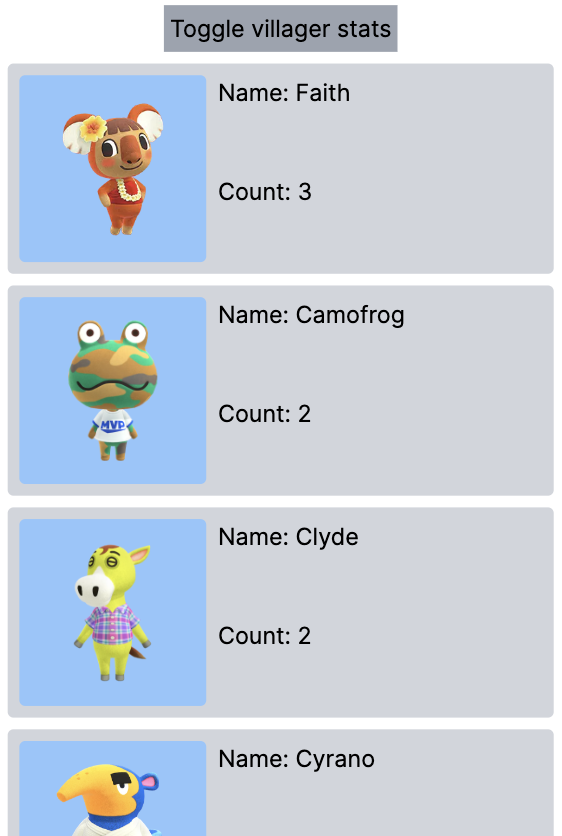 Toggle villager stats
Name: Faith
Count: 3
Name: Camofrog
MVP
Count: 2
Name: Clyde
Count: 2
Name: Cyrano